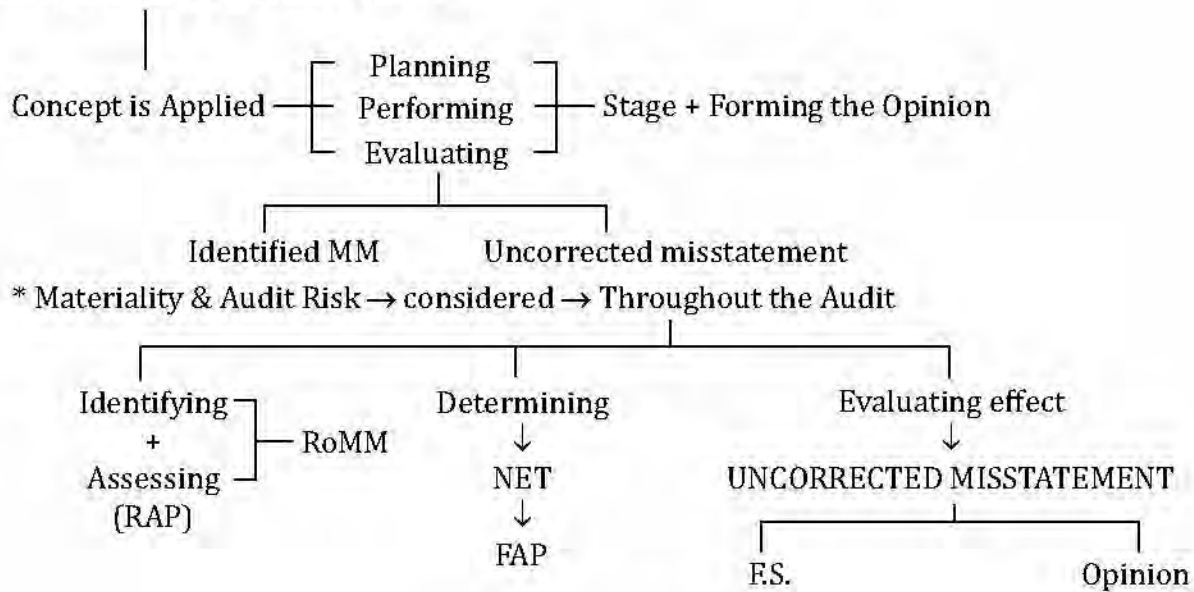 Planning
Concept is Applied Performing Stage + Forming the Opinion
Evaluating
Identified MM Uncorrected misstatement
* Materiality & Audit Risk → considered → Throughout the Audit
Identifying Determining Evaluating effect
+ RoMM ↓ ↓
Assessing NET UNCORRECTED MISSTATEMENT
(RAP) ↓
FAP F.S. Opinion